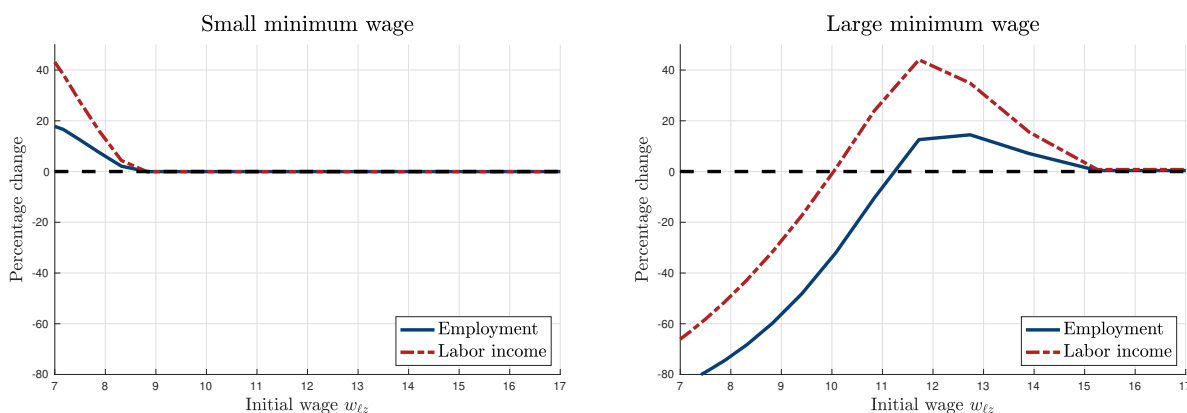 Small minimum wage
Percentage change
40
20
0
-20
-40
-60
-80
7 8 9 10 11 12 13 14 15 16 17
Initial wage wℓz
Employment
Labor income
Large minimum wage
Percentage change
40
20
0
-20
-40
-60
-80
7 8 9 10 11 12 13 14 15 16 17
Initial wage wℓz
Employment
Labor income